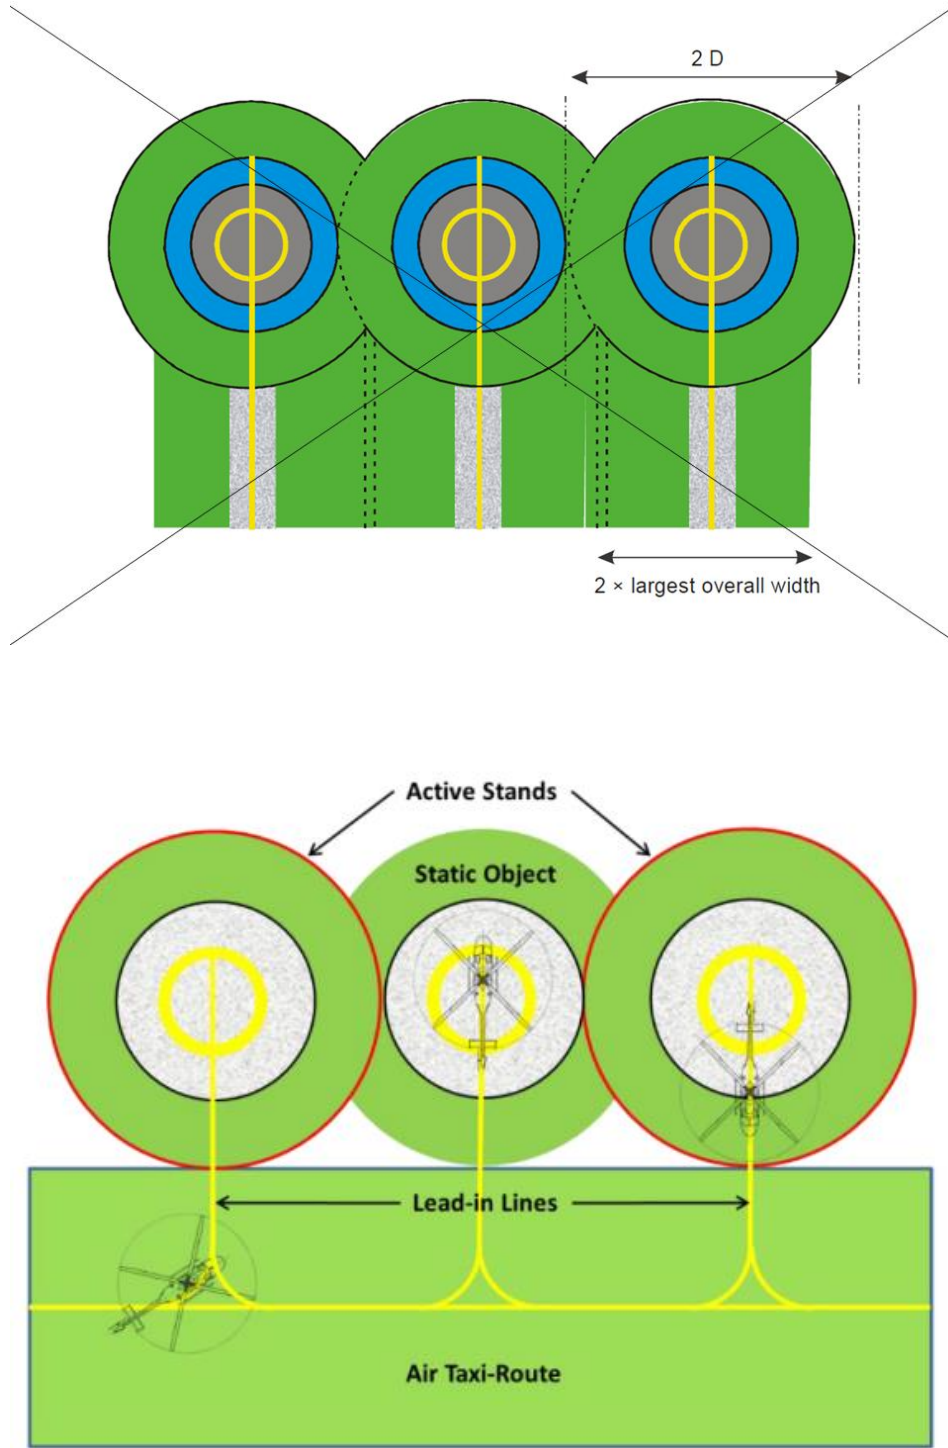 2 D
2 × largest overall width
Active Stands
Static Object
Lead-in Lines
Air Taxi-Route